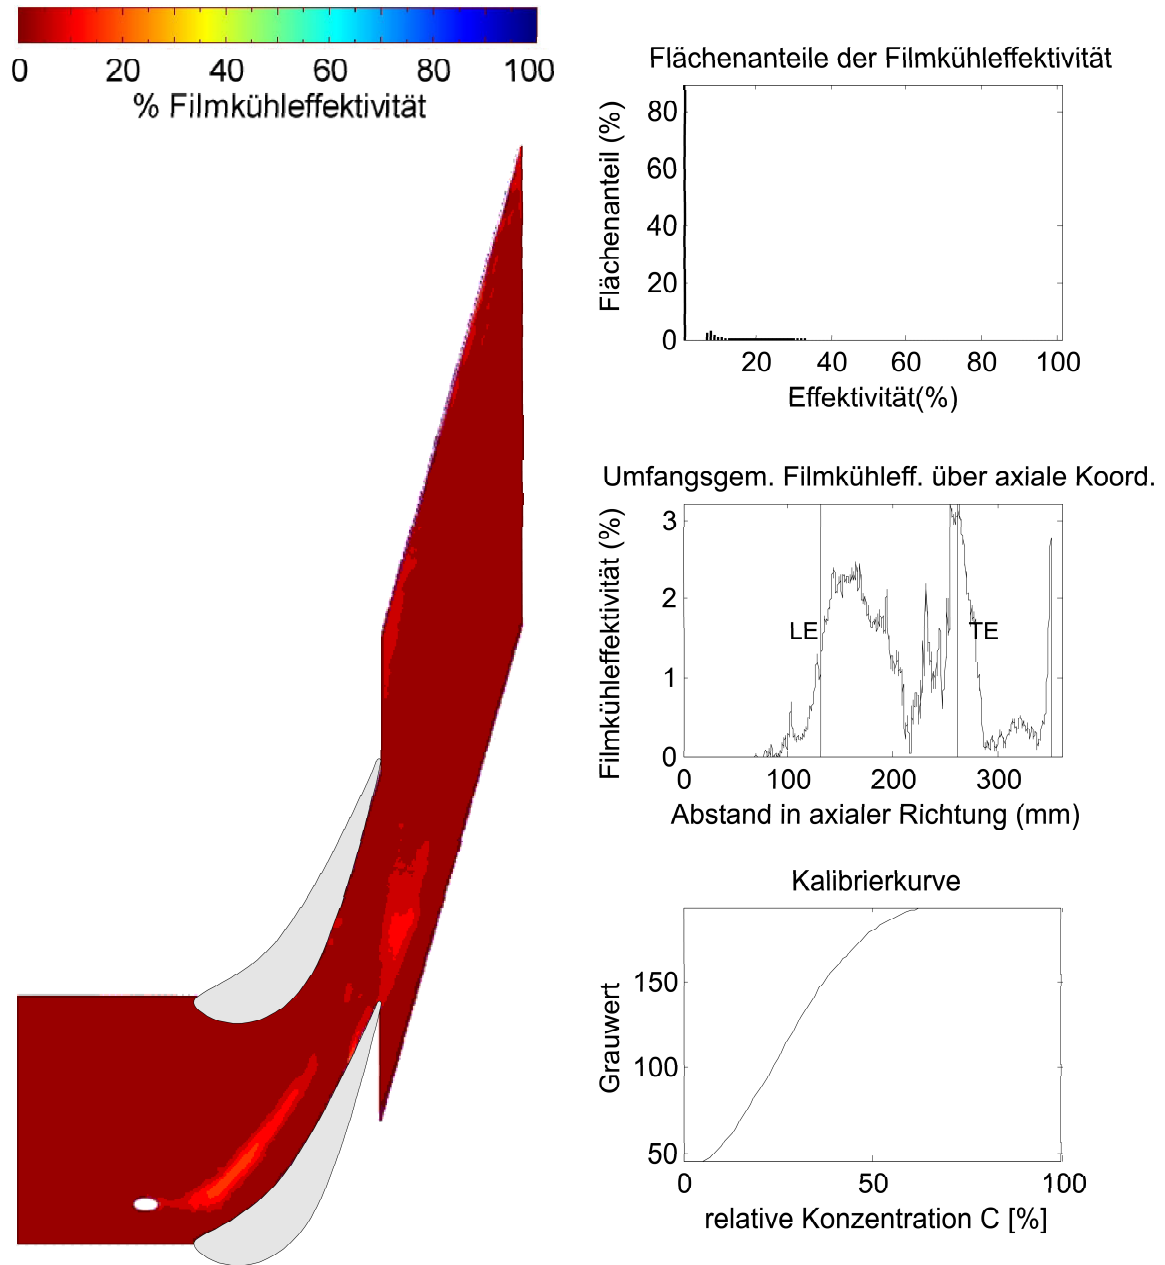 0 20 40 60 80 100
% Filmkühleffektivität
Flächenanteile der Filmkühleffektivität
Flächenanteil (%)
80
60
40
20
0
20 40 60 80 100
Effektivität(%)
Umfangsgem. Filmkühleff. über axiale Koord.
Filmkühleffektivität (%)
3
2
1
0
LE TE
0 100 200 300
Abstand in axialer Richtung (mm)
Kalibrierkurve
Grauwert
150
100
50
0 50 100
relative Konzentration C [%]